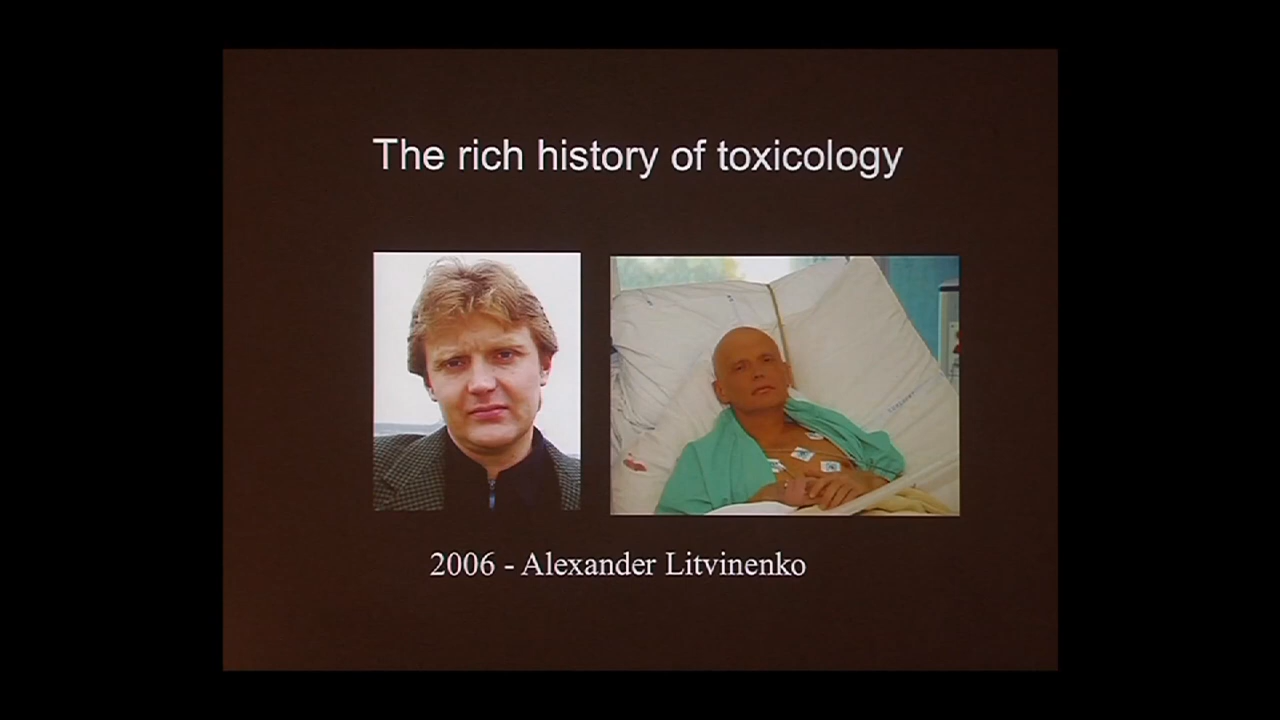 The rich history of toxicology
2006 - Alexander Litvinenko